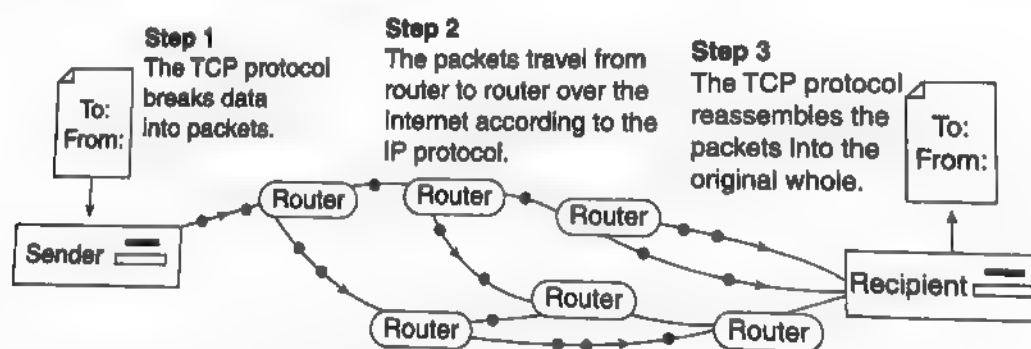 Step 1
The TCP protocol
breaks data
into packets.
Step 2
The packets travel from
router to router over the
internet according to the
IP protocol.
Step 3
The TCP protocol
reassembles the
packets into the
original whole.
To:
From:
To:
From:
Router
Router
Router
Sender
Recipient
Router
Router
Router